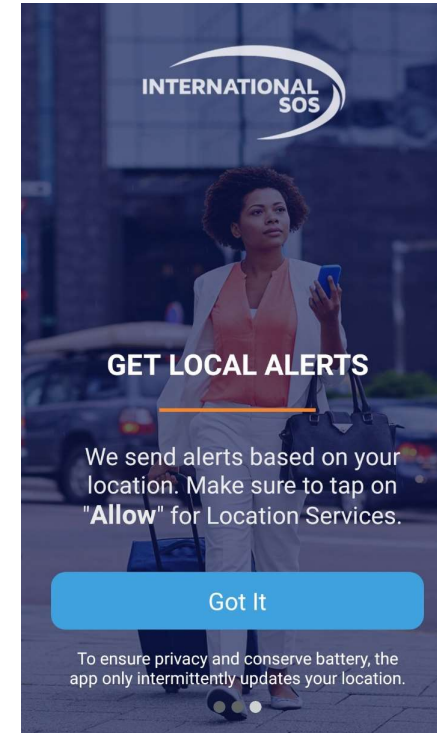 INTERNATIONAL
SOS
GET LOCAL ALERTS
We send alerts based on your
location. Make sure to tap on
"Allow" for Location Services.
Got It
To ensure privacy and conserve battery, the
app only intermittently updates your location.